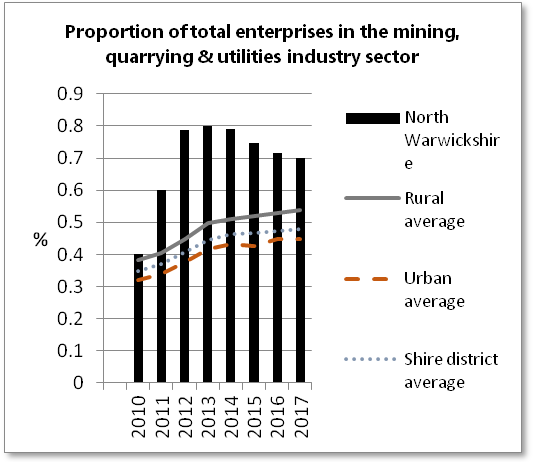 Proportion of total enterprises in the mining,
quarrying & utilities industry sector
0.9
0.8
0.7
0.6
0.5
0.4
0.3
0.2
0.1
0
%
2010
2011
2012
2013
2014
2015
2016
2017
North
Warwickshir
e
Rural
average
Urban
average
Shire district
average